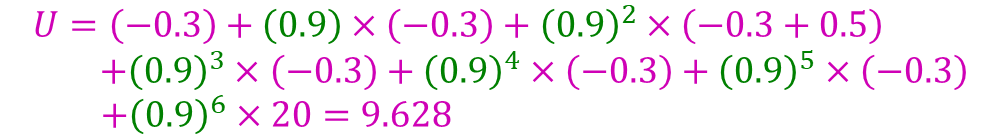 U = (−0.3) + (0.9) × (−0.3) + (0.9)² × (−0.3 + 0.5)
+(0.9)³ × (−0.3) + (0.9)⁴ × (−0.3) + (0.9)⁵ × (−0.3)
+(0.9)⁶ × 20 = 9.628